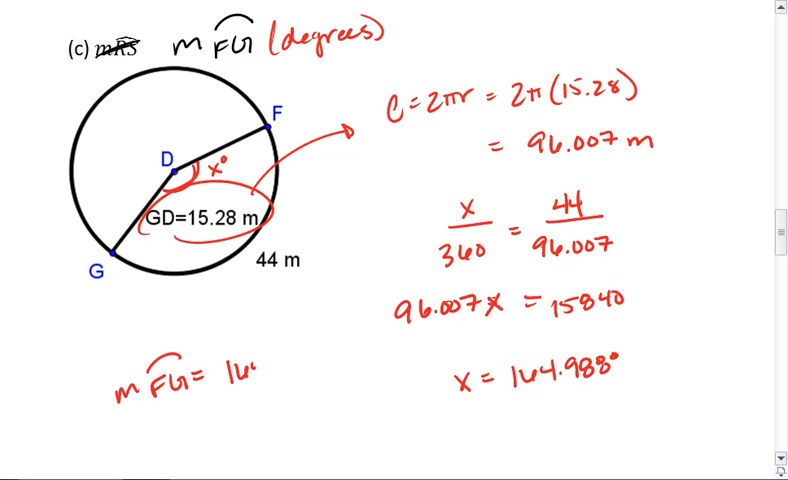 (c) mRS m FG (degrees)
C = 2πr = 2π (15.28)
= 96.007 m
F
D
x°
GD=15.28 m
G
44 m
x/360 = 44/96.007
96.007x = 15840
x = 164.988°
m FG = 164